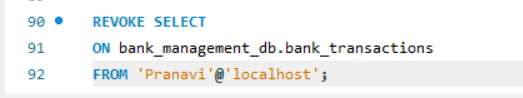 90 REVOKE SELECT
91 ON bank_management_db.bank_transactions
92 FROM 'Pranavi'@'localhost';